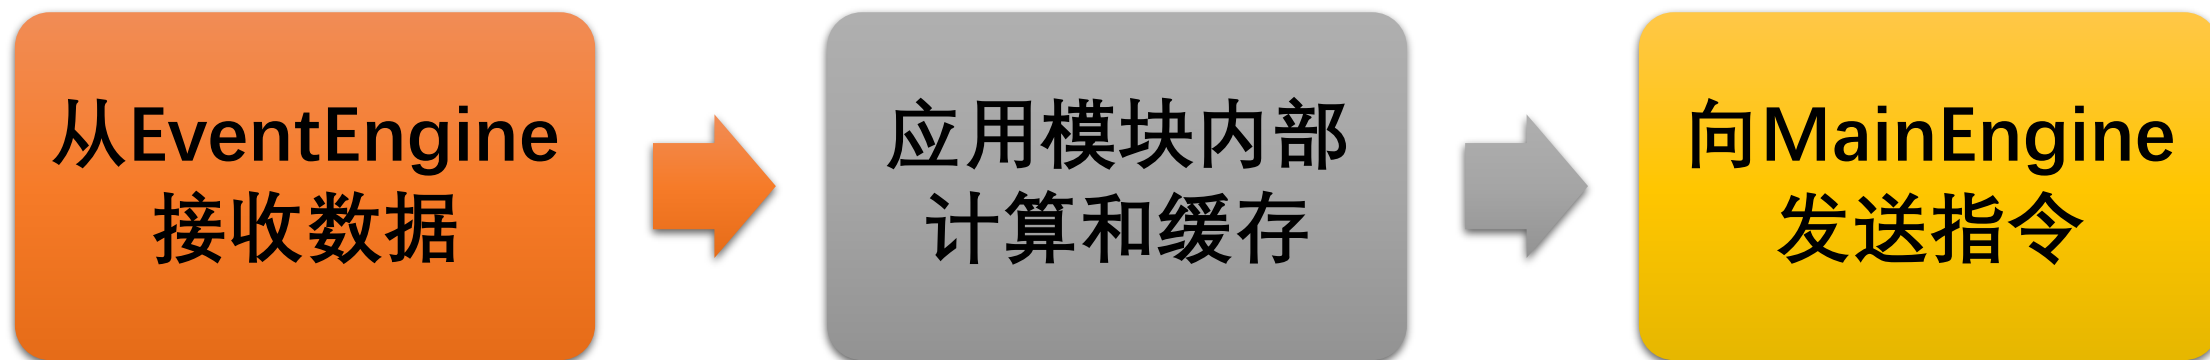 从EventEngine
接收数据
应用模块内部
计算和缓存
向MainEngine
发送指令